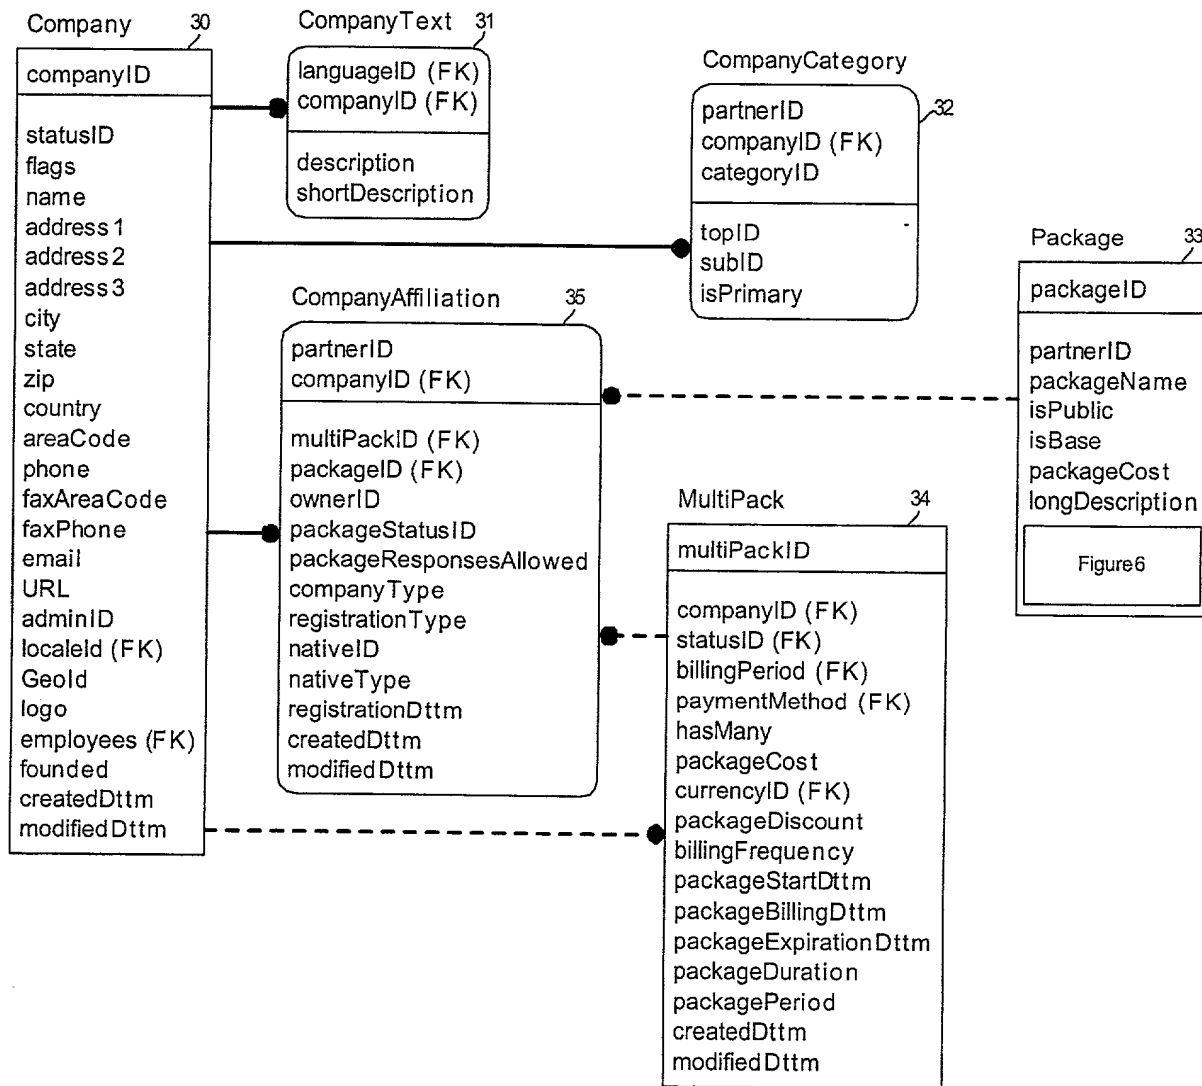 Company 30
companyID
statusID
flags
name
address1
address2
address3
city
state
zip
country
areaCode
phone
faxAreaCode
faxPhone
email
URL
adminID
localeId (FK)
GeoId
logo
employees (FK)
founded
createdDttm
modifiedDttm
CompanyText 31
languageID (FK)
companyID (FK)
description
shortDescription
CompanyCategory
32
partnerID
companyID (FK)
categoryID
topID
subID
isPrimary
Package 33
packageID
partnerID
packageName
isPublic
isBase
packageCost
longDescription
Figure6
CompanyAffiliation 35
partnerID
companyID (FK)
multiPackID (FK)
packageID (FK)
ownerID
packageStatusID
packageResponsesAllowed
companyType
registrationType
nativeID
nativeType
registrationDttm
createdDttm
modifiedDttm
MultiPack 34
multiPackID
companyID (FK)
statusID (FK)
billingPeriod (FK)
paymentMethod (FK)
hasMany
packageCost
currencyID (FK)
packageDiscount
billingFrequency
packageStartDttm
packageBillingDttm
packageExpirationDttm
packageDuration
packagePeriod
createdDttm
modifiedDttm